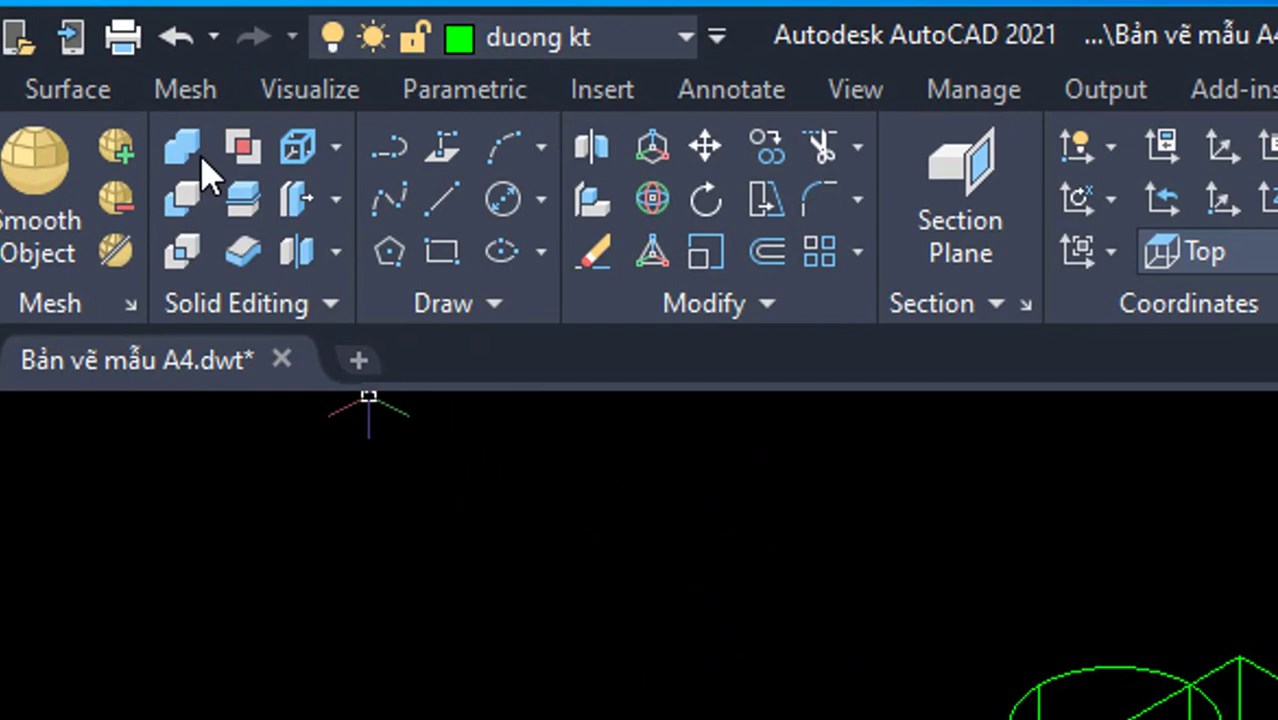 duong kt
Autodesk AutoCAD 2021 ...\Bản vẽ mẫu A4
Surface Mesh Visualize Parametric Insert Annotate View Manage Output Add-ins
Smooth
Object
Section
Plane
Top
Mesh Solid Editing Draw Modify Section Coordinates
Bản vẽ mẫu A4.dwt*